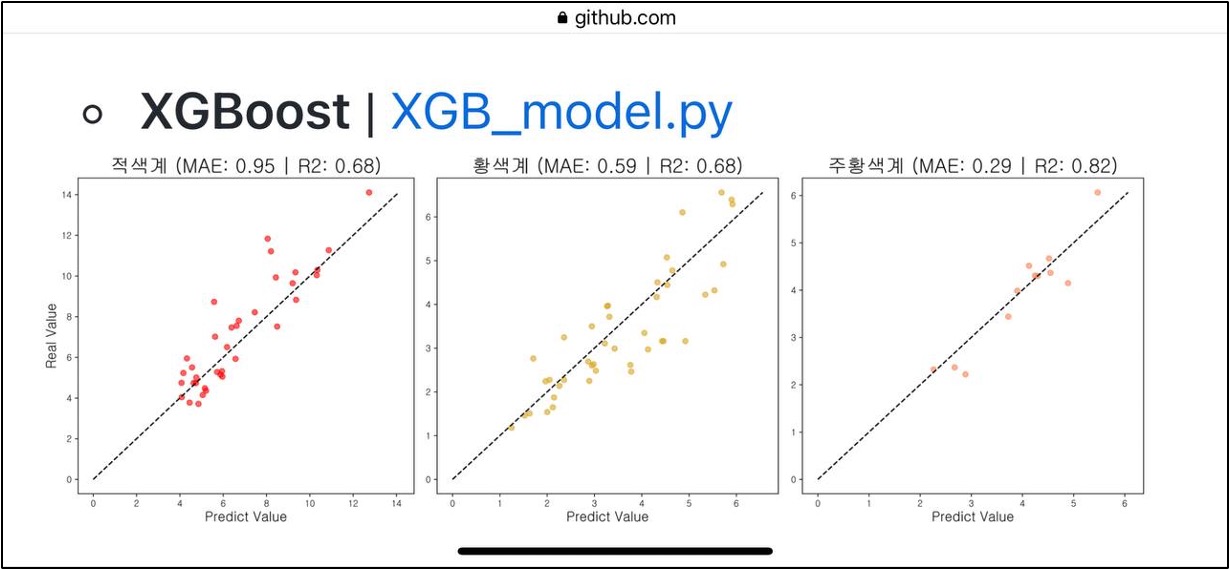 github.com
XGBoost | XGB_model.py
적색계 (MAE: 0.95 | R2: 0.68)
황색계 (MAE: 0.59 | R2: 0.68)
주황색계 (MAE: 0.29 | R2: 0.82)
Real Value
14
12
10
8
6
4
2
0
0 2 4 6 8 10 12 14
Predict Value
6
5
4
3
2
1
0
0 1 2 3 4 5 6
Predict Value
6
5
4
3
2
1
0
0 1 2 3 4 5 6
Predict Value